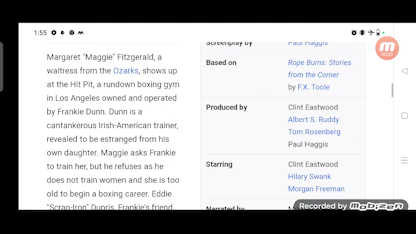 1:55
Margaret "Maggie" Fitzgerald, a
waitress from the Ozarks, shows up
at the Hit Pit, a rundown boxing gym
in Los Angeles owned and operated
by Frankie Dunn. Dunn is a
cantankerous Irish-American trainer,
revealed to be estranged from his
own daughter. Maggie asks Frankie
to train her, but he refuses as he
does not train women and she is too
old to begin a boxing career. Eddie
"Scrap-Iron" Dupris, Frankie's friend
Screenplay by Paul Haggis
Based on Rope Burns: Stories
from the Corner
by F.X. Toole
Produced by Clint Eastwood
Albert S. Ruddy
Tom Rosenberg
Paul Haggis
Starring Clint Eastwood
Hilary Swank
Morgan Freeman
Narrated by
Recorded by Mobizen